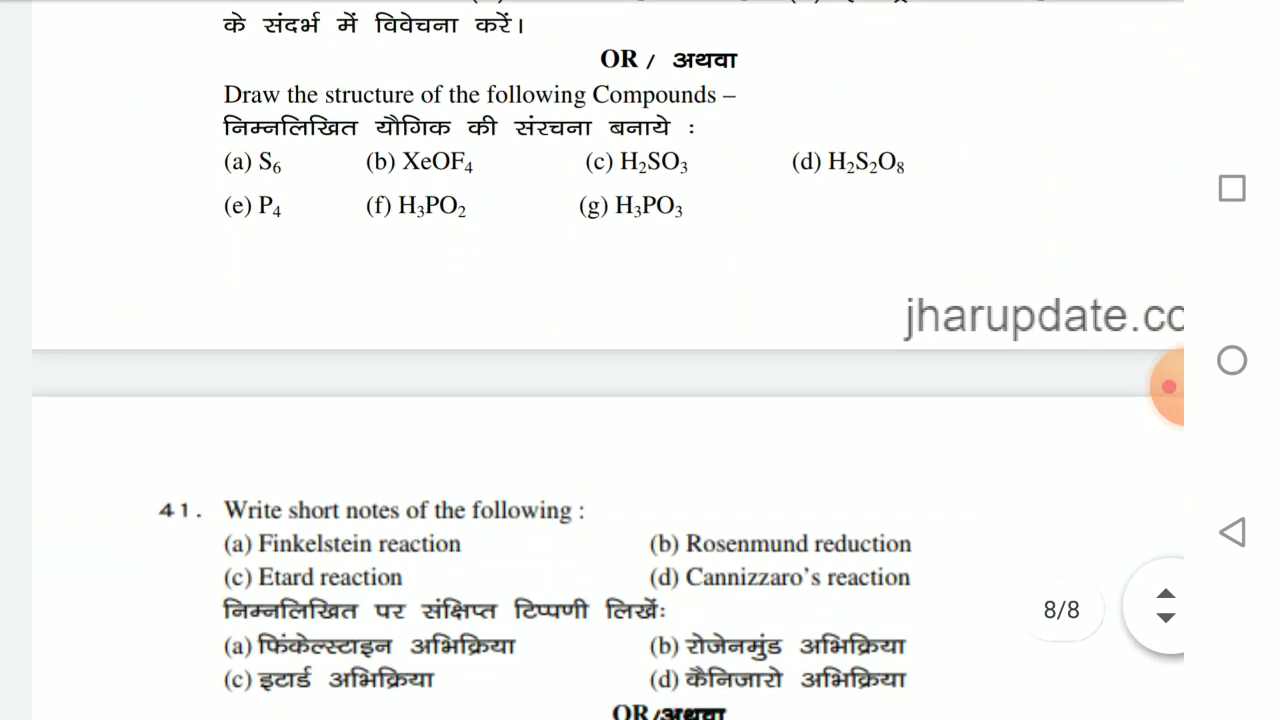 के संदर्भ में विवेचना करें।
OR / अथवा
Draw the structure of the following Compounds –
निम्नलिखित यौगिक की संरचना बनाये :
(a) S₆ (b) XeOF₄ (c) H₂SO₃ (d) H₂S₂O₈
(e) P₄ (f) H₃PO₂ (g) H₃PO₃
jharupdate.cc
41. Write short notes of the following :
(a) Finkelstein reaction (b) Rosenmund reduction
(c) Etard reaction (d) Cannizzaro's reaction
निम्नलिखित पर संक्षिप्त टिप्पणी लिखें:
(a) फिंकेल्स्टाइन अभिक्रिया (b) रोजेनमुंड अभिक्रिया
(c) इटार्ड अभिक्रिया (d) कैनिजारो अभिक्रिया
8/8
OR /अथवा